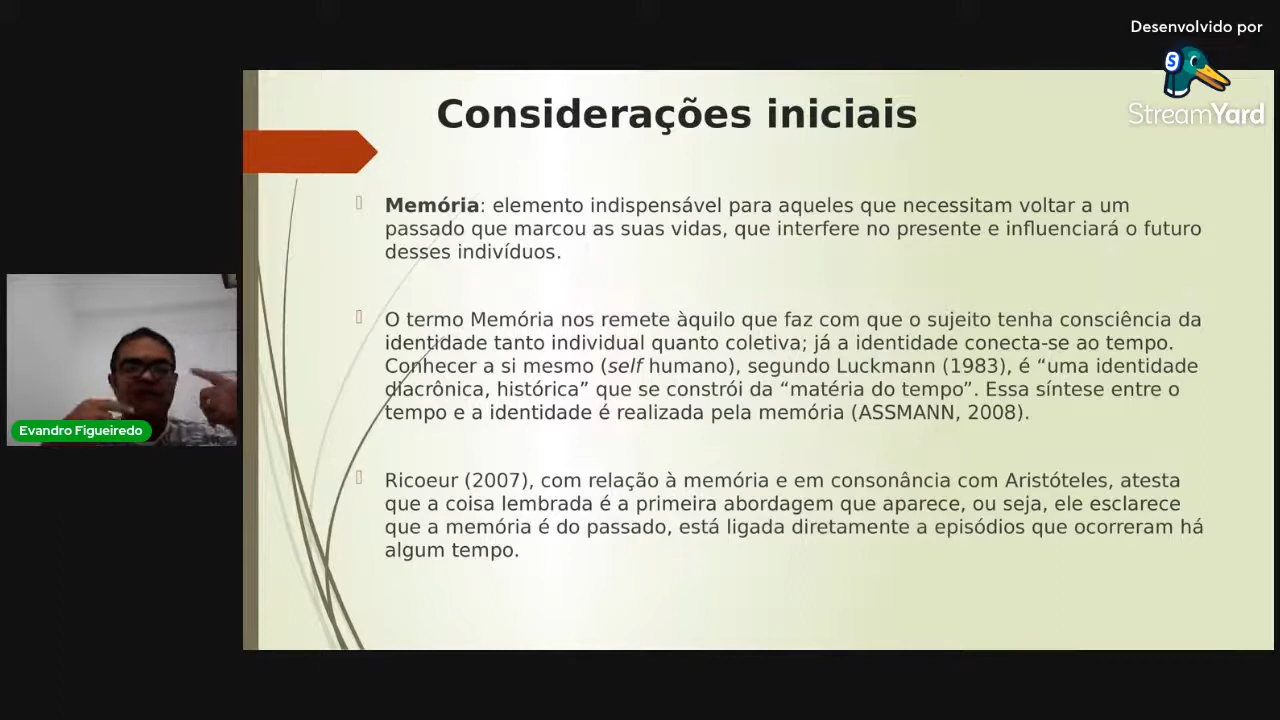 Desenvolvido por
StreamYard
Considerações iniciais
Memória: elemento indispensável para aqueles que necessitam voltar a um
passado que marcou as suas vidas, que interfere no presente e influenciará o futuro
desses indivíduos.
O termo Memória nos remete àquilo que faz com que o sujeito tenha consciência da
identidade tanto individual quanto coletiva; já a identidade conecta-se ao tempo.
Conhecer a si mesmo (self humano), segundo Luckmann (1983), é “uma identidade
diacrônica, histórica” que se constrói da “matéria do tempo”. Essa síntese entre o
tempo e a identidade é realizada pela memória (ASSMANN, 2008).
Ricoeur (2007), com relação à memória e em consonância com Aristóteles, atesta
que a coisa lembrada é a primeira abordagem que aparece, ou seja, ele esclarece
que a memória é do passado, está ligada diretamente a episódios que ocorreram há
algum tempo.
Evandro Figueiredo